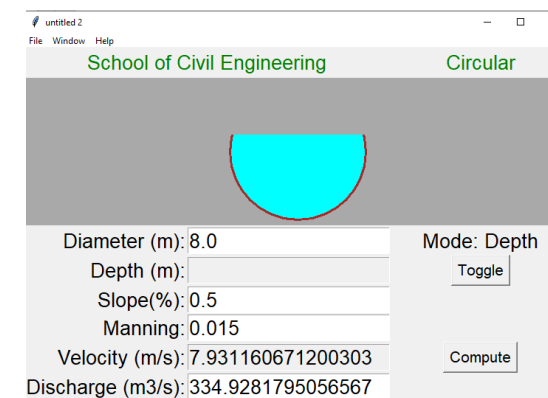 untitled 2
File Window Help
School of Civil Engineering Circular
Diameter (m): 8.0 Mode: Depth
Depth (m): Toggle
Slope(%): 0.5
Manning: 0.015
Velocity (m/s): 7.931160671200303 Compute
Discharge (m3/s): 334.9281795056567